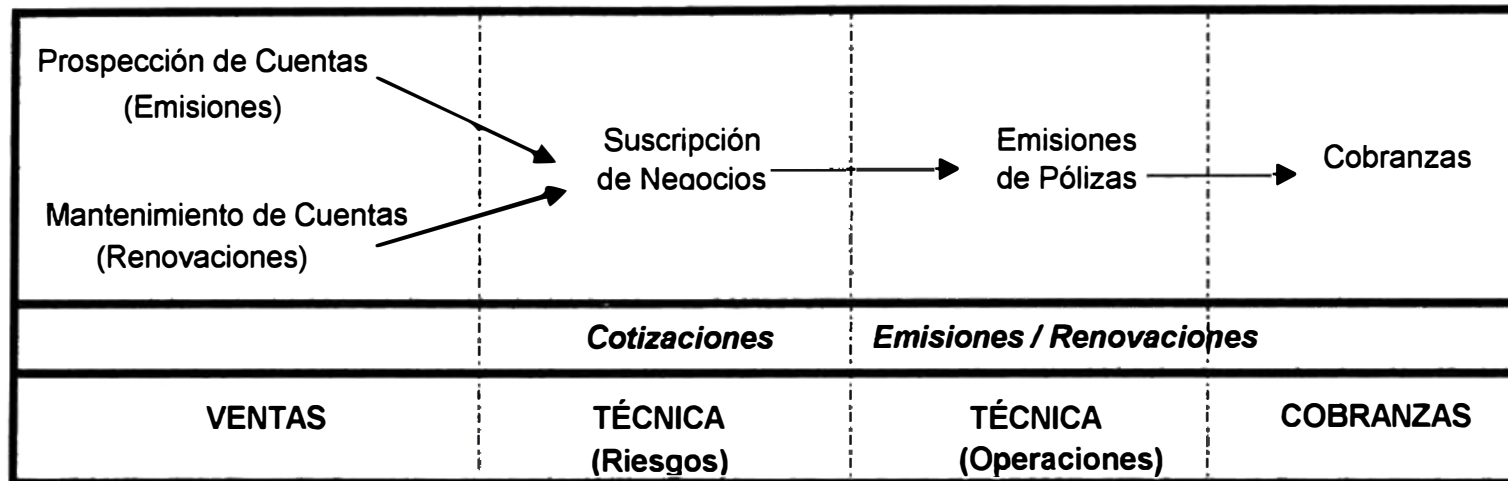 Prospección de Cuentas
(Emisiones)
Mantenimiento de Cuentas
(Renovaciones)
Suscripción
de Negocios
Emisiones
de Pólizas
Cobranzas
Cotizaciones
Emisiones / Renovaciones
VENTAS
TÉCNICA
(Riesgos)
TÉCNICA
(Operaciones)
COBRANZAS